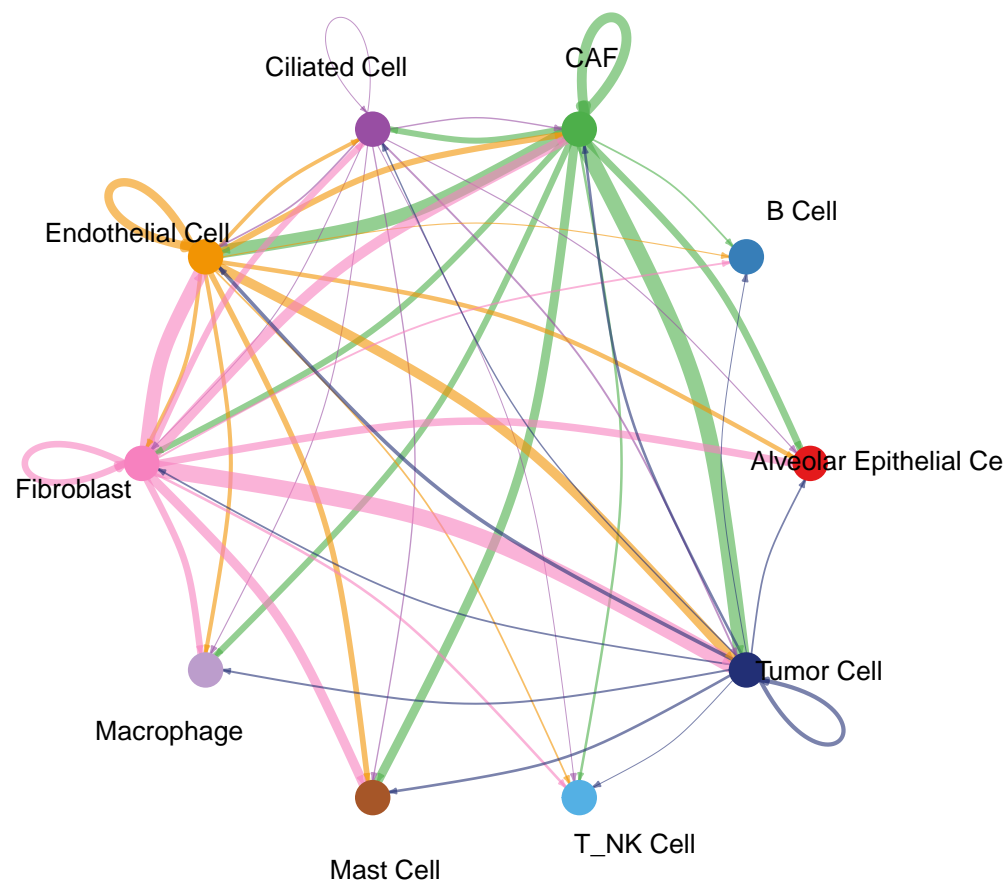 CAF
Ciliated Cell
B Cell
Endothelial Cell
Alveolar Epithelial Ce
Fibroblast
Tumor Cell
Macrophage
T_NK Cell
Mast Cell